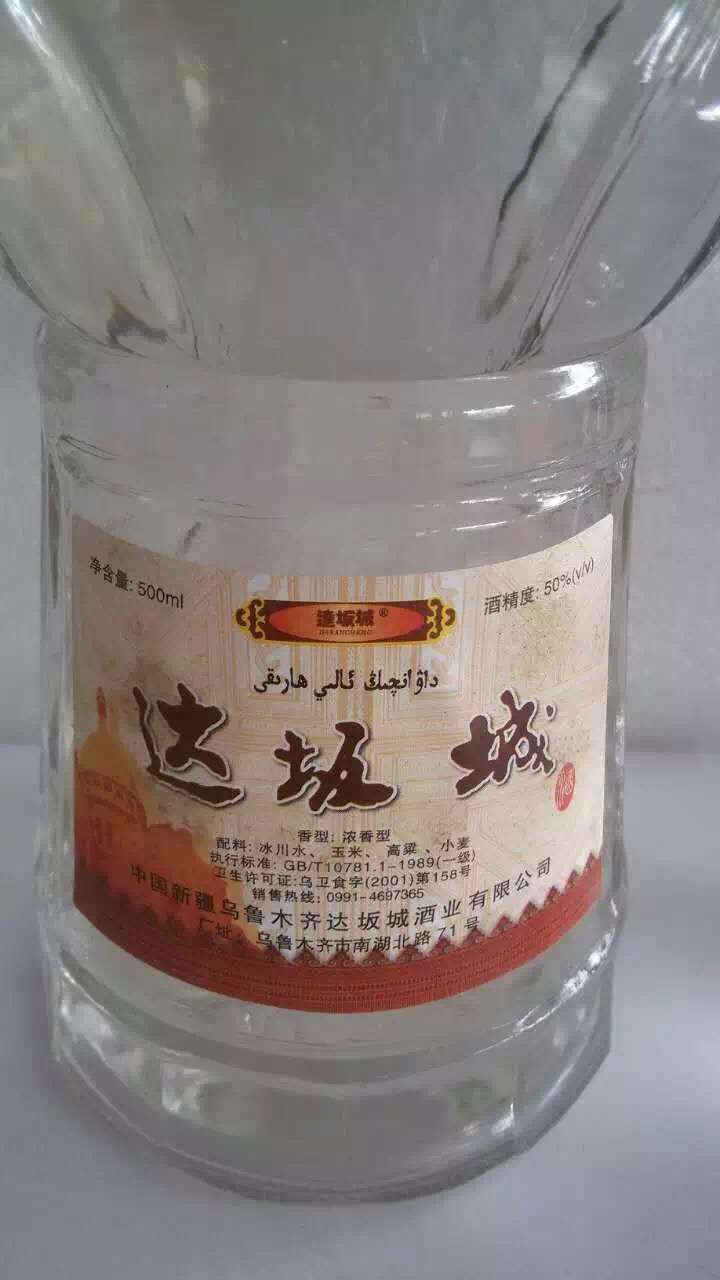 净含量: 500ml
酒精度: 50%(v/v)
達坂城®
DABANCHENG
داۋانچىڭ ئالىي ھارىقى
达坂城
香型: 浓香型
配料: 冰川水、玉米、高粱、小麦
执行标准: GB/T10781.1-1989(一级)
卫生许可证:乌卫食字(2001)第158号
销售热线: 0991-4697365
中国新疆乌鲁木齐达坂城酒业有限公司
厂址: 乌鲁木齐市南湖北路71号